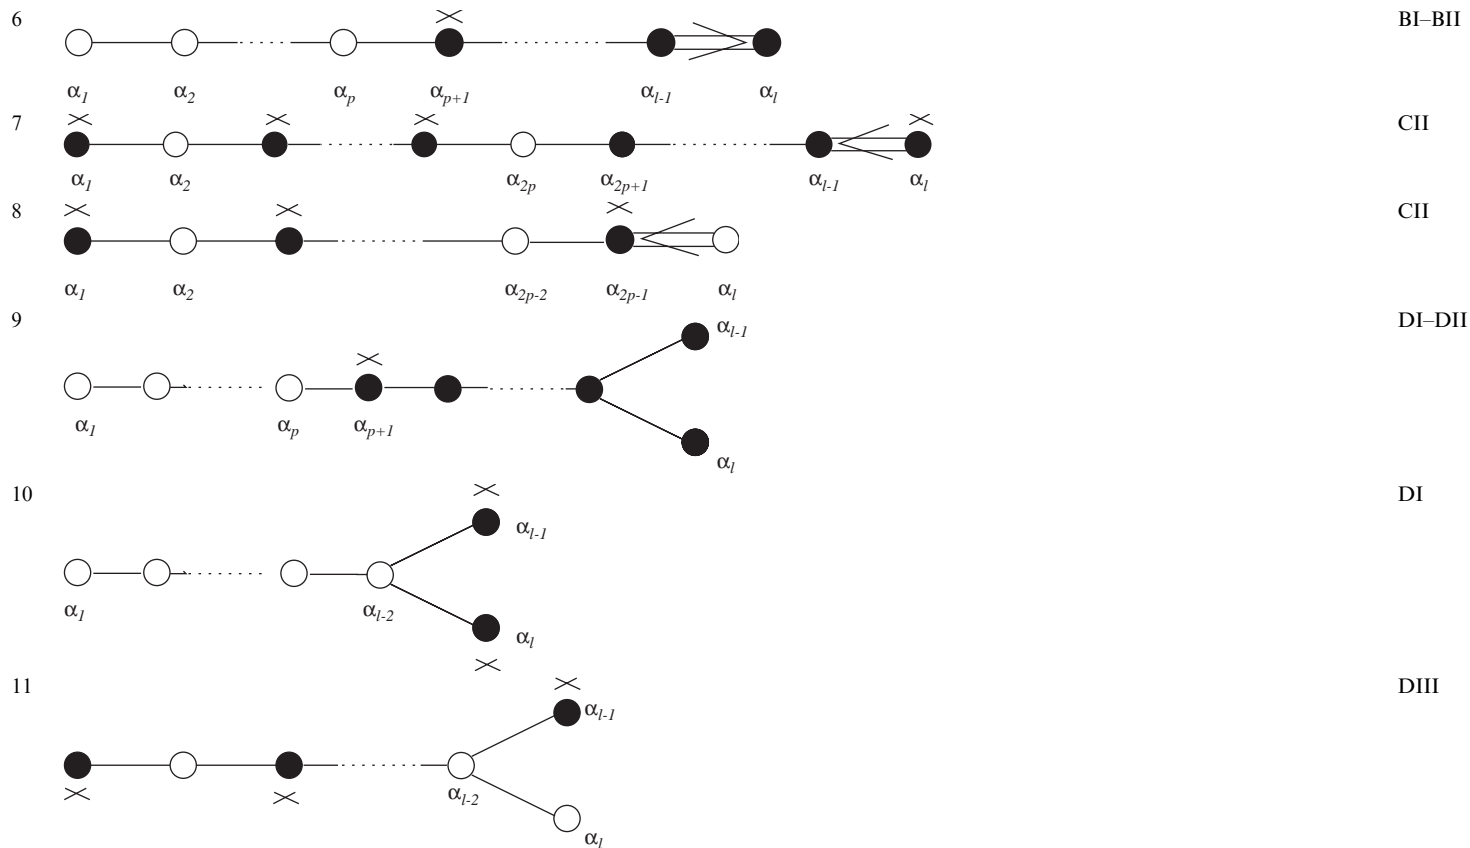 6 BI–BII
α1 α2 αp αp+1 αl-1 αl
7 CII
α1 α2 α2p α2p+1 αl-1 αl
8 CII
α1 α2 α2p-2 α2p-1 αl
9 DI–DII
αl-1
α1 αp αp+1
αl
10 DI
αl-1
α1 αl-2
αl
11 DIII
αl-1
αl-2
αl